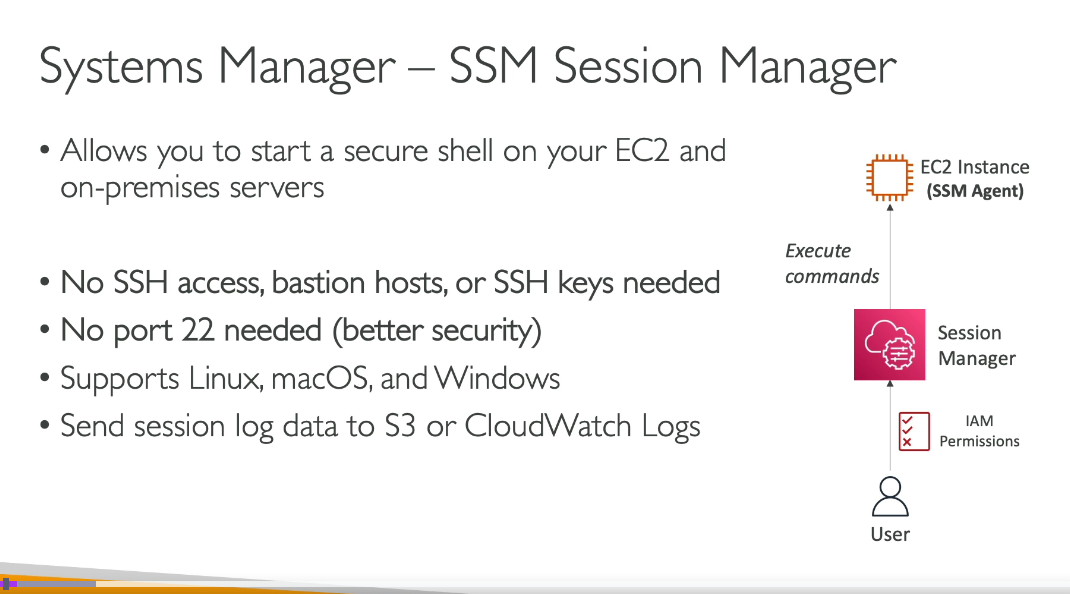 Systems Manager – SSM Session Manager
• Allows you to start a secure shell on your EC2 and
on-premises servers
• No SSH access, bastion hosts, or SSH keys needed
• No port 22 needed (better security)
• Supports Linux, macOS, and Windows
• Send session log data to S3 or CloudWatch Logs
EC2 Instance
(SSM Agent)
Execute
commands
Session
Manager
IAM
Permissions
User